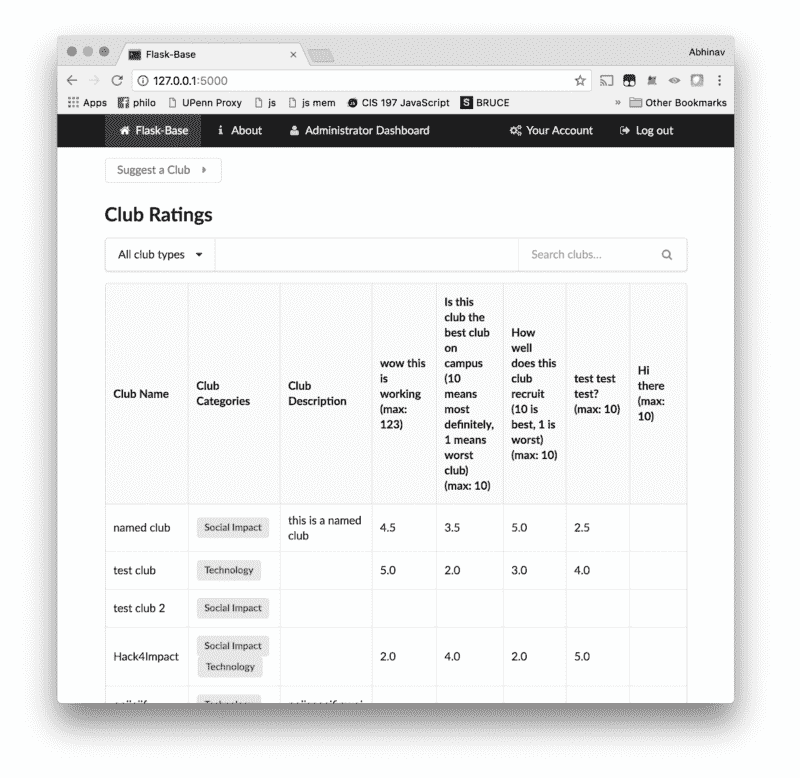 Flask-Base
Abhinav
127.0.0.1:5000
Apps philo UPenn Proxy js js mem CIS 197 JavaScript S BRUCE » Other Bookmarks
Flask-Base About Administrator Dashboard Your Account Log out
Suggest a Club
Club Ratings
All club types Search clubs...
Club Name
Club
Categories
Club
Description
wow this
is
working
(max:
123)
Is this
club the
best club
on
campus
(10
means
most
definitely,
1 means
worst
club)
(max: 10)
How
well
does this
club
recruit
(10 is
best, 1 is
worst)
(max: 10)
test test
test?
(max: 10)
Hi
there
(max:
10)
named club Social Impact this is a named
club
4.5 3.5 5.0 2.5
test club Technology 5.0 2.0 3.0 4.0
test club 2 Social Impact
Hack4Impact Social Impact
Technology
2.0 4.0 2.0 5.0